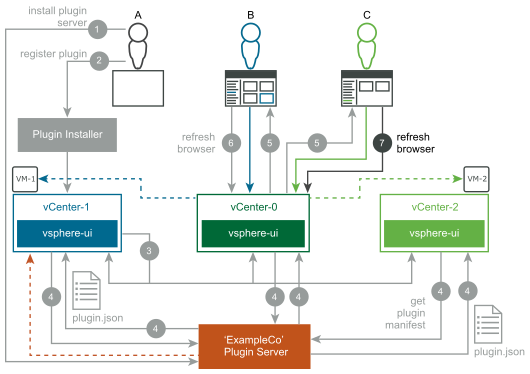 install plugin
server
1
A
B
C
register plugin
2
Plugin Installer
refresh
browser
6
5
5
7
refresh
browser
VM-1
VM-2
vCenter-1
vsphere-ui
vCenter-0
vsphere-ui
vCenter-2
vsphere-ui
3
4
4
4
4
4
4
plugin.json
4
get
plugin
manifest
plugin.json
'ExampleCo'
Plugin Server